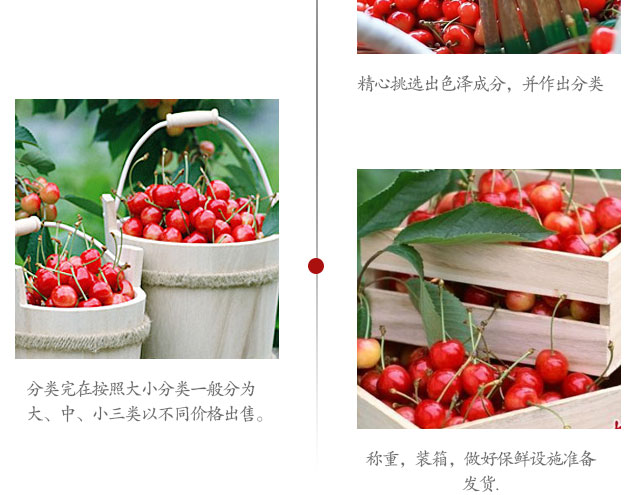 精心挑选出色泽成分，并作出分类
分类完在按照大小分类一般分为
大、中、小三类以不同价格出售。
称重，装箱，做好保鲜设施准备
发货.